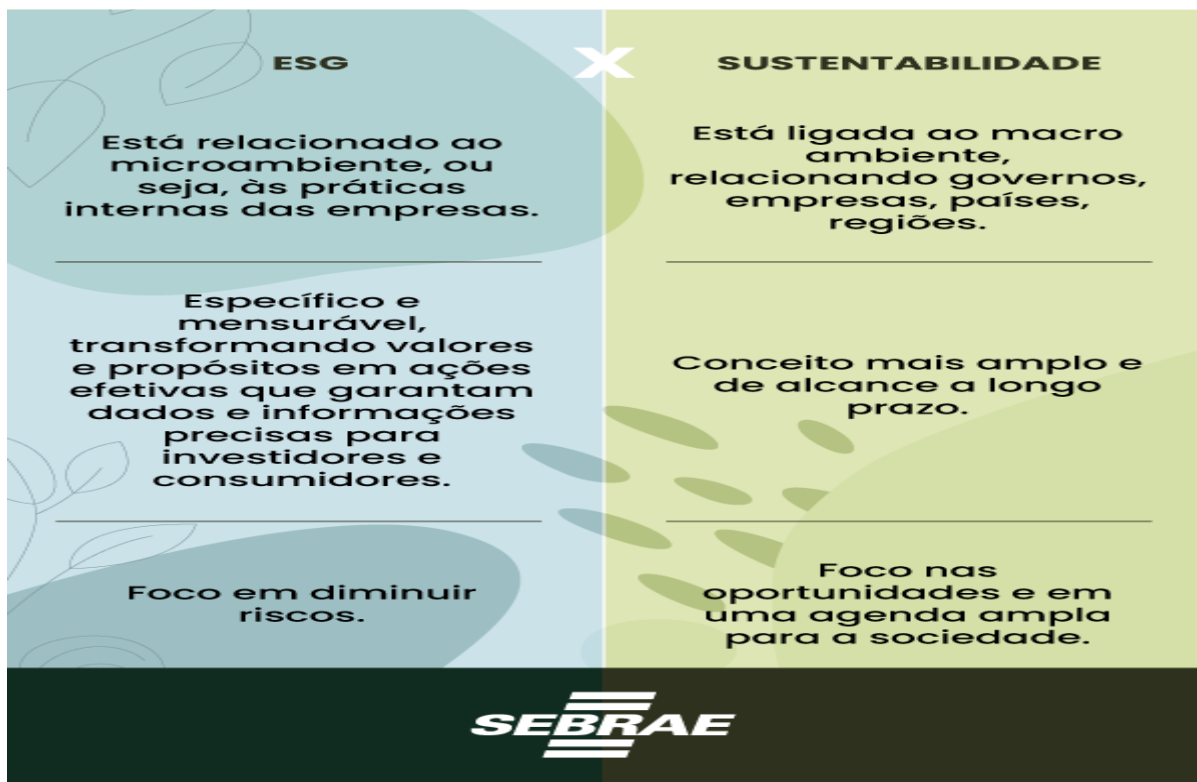 ESG
X
SUSTENTABILIDADE
Está relacionado ao
microambiente, ou
seja, às práticas
internas das empresas.
Está ligada ao macro
ambiente,
relacionando governos,
empresas, países,
regiões.
Específico e
mensurável,
transformando valores
e propósitos em ações
efetivas que garantam
dados e informações
precisas para
investidores e
consumidores.
Conceito mais amplo e
de alcance a longo
prazo.
Foco em diminuir
riscos.
Foco nas
oportunidades e em
uma agenda ampla
para a sociedade.
SEBRAE